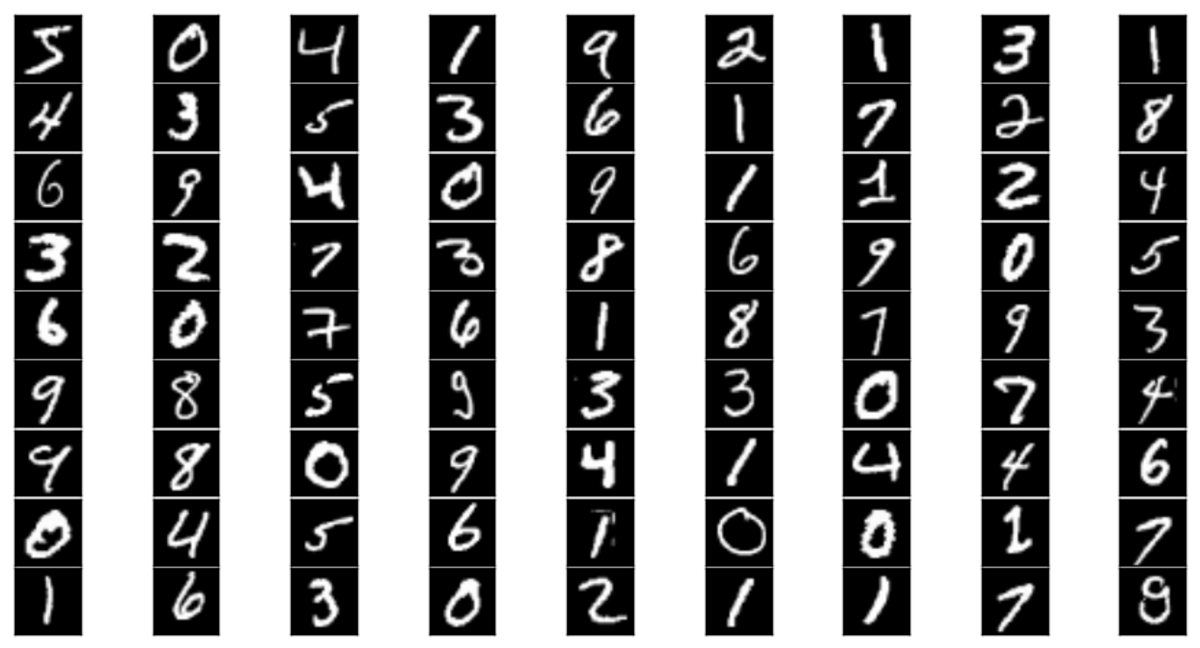 5 0 4 1 9 2 1 3 1
4 3 5 3 6 1 7 2 8
6 9 4 0 9 1 1 2 4
3 2 7 3 8 6 9 0 5
6 0 7 6 1 8 7 9 3
9 8 5 9 3 3 0 7 4
9 8 0 9 4 1 4 4 6
0 4 5 6 1 0 0 1 7
1 6 3 0 2 1 1 7 8